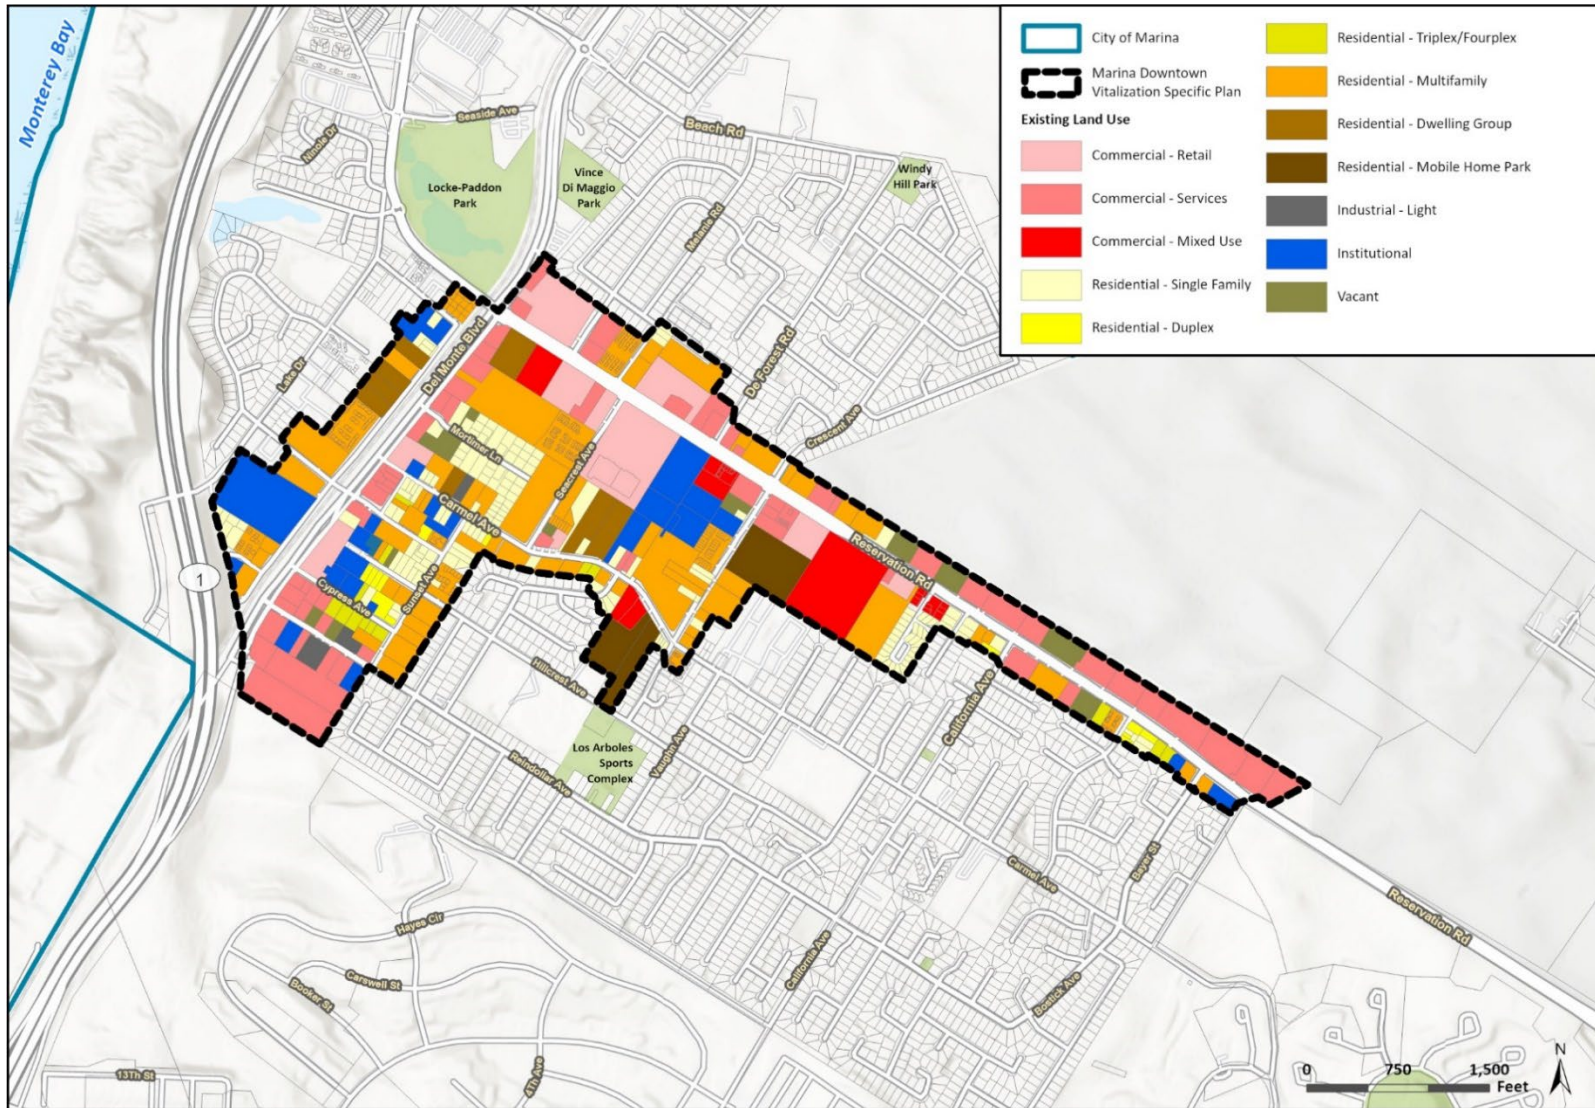 Monterey Bay
City of Marina
Marina Downtown
Vitalization Specific Plan
Existing Land Use
Commercial - Retail
Commercial - Services
Commercial - Mixed Use
Residential - Single Family
Residential - Duplex
Residential - Triplex/Fourplex
Residential - Multifamily
Residential - Dwelling Group
Residential - Mobile Home Park
Industrial - Light
Institutional
Vacant
Seaside Ave
Beach Rd
Ninole Dr
Locke-Paddon
Park
Vince
Di Maggio
Park
Windy
Hill Park
Melanie Rd
Lake Dr
Del Monte Blvd
De Forest Rd
Crescent Ave
Mortimer Ln
Seacrest Ave
Carmel Ave
Reservation Rd
1
Cypress Ave
Sunset Ave
Hillcrest Ave
California Ave
Los Arboles
Sports
Complex
Vaughn Ave
Reindollar Ave
Carmel Ave
Bayer St
Reservation Rd
Hayes Cir
Carswell St
Booker St
California Ave
Bostick Ave
13Th St
4Th Ave
0 750 1,500
Feet
N